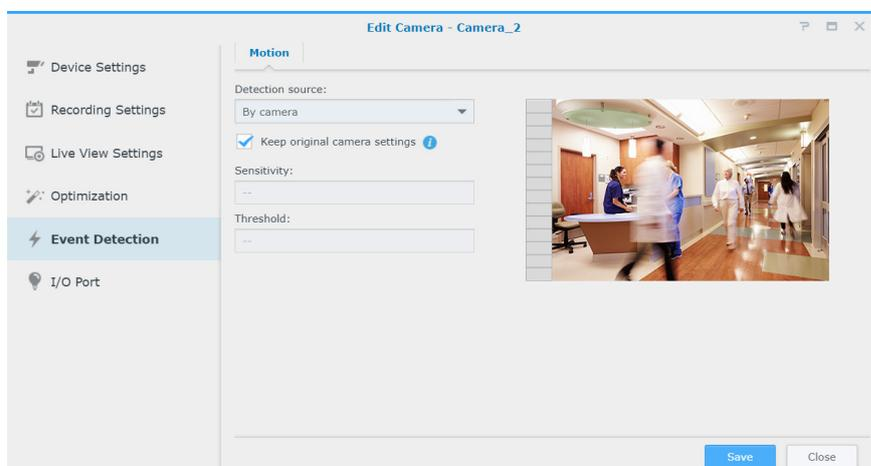 Edit Camera - Camera_2
Device Settings
Recording Settings
Live View Settings
Optimization
Event Detection
I/O Port
Motion
Detection source:
By camera
Keep original camera settings i
Sensitivity:
--
Threshold:
--
Save Close